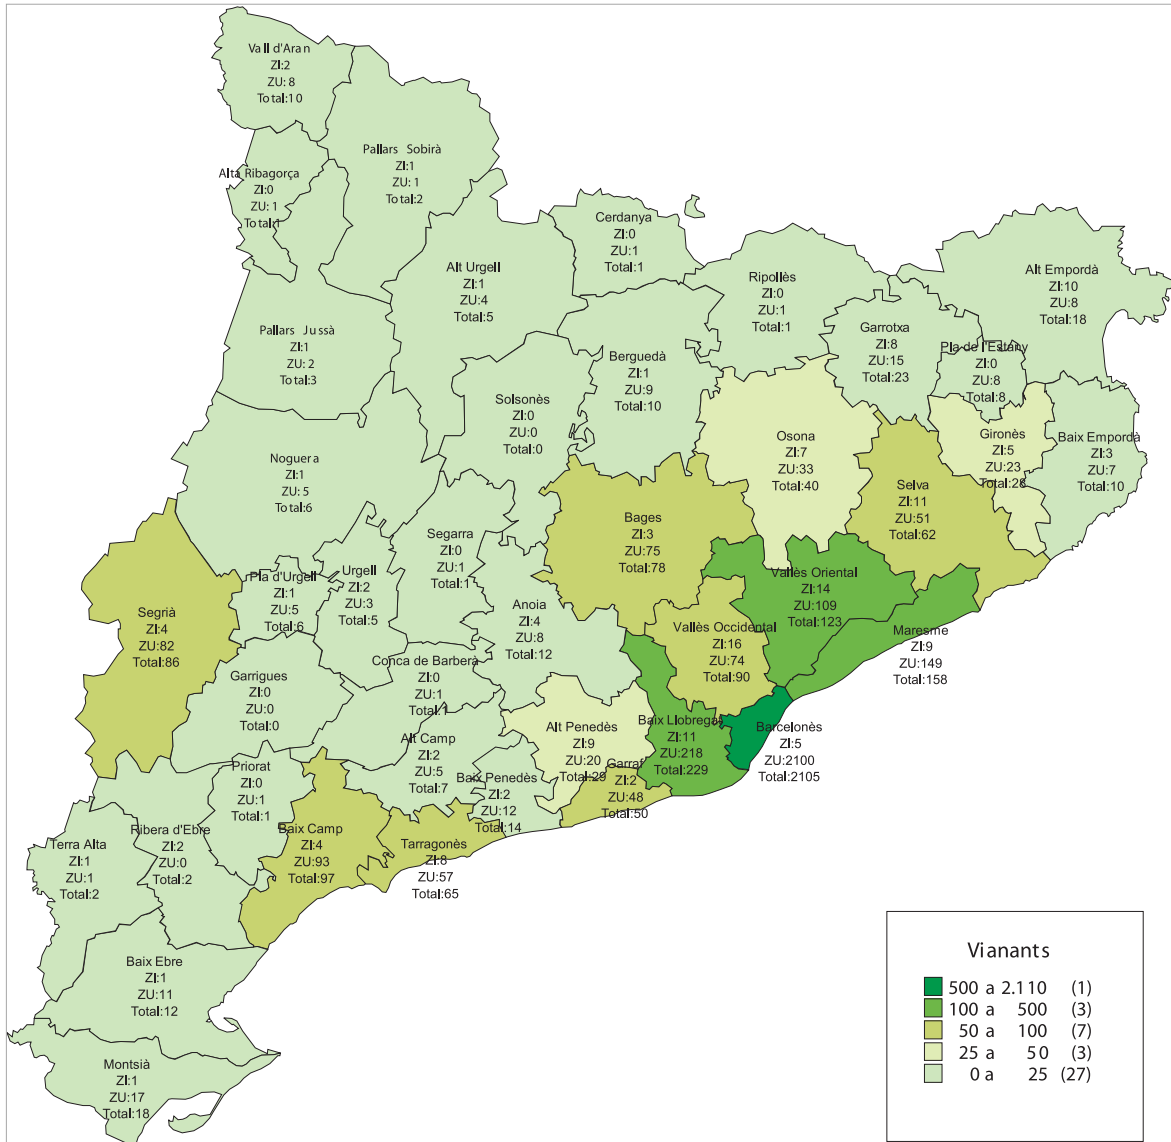 Vall d'Aran
ZI:2
ZU: 8
Total:10
Pallars Sobirà
ZI:1
ZU: 1
Total:2
Alta Ribagorça
ZI:0
ZU: 1
Total:1
Cerdanya
ZI:0
ZU:1
Total:1
Alt Urgell
ZI:1
ZU:4
Total:5
Ripollès
ZI:0
ZU:1
Total:1
Alt Empordà
ZI:10
ZU:8
Total:18
Pallars Jussà
ZI:1
ZU: 2
Total:3
Garrotxa
ZI:8
ZU:15
Total:23
Pla de l'Estany
ZI:0
ZU:8
Total:8
Berguedà
ZI:1
ZU:9
Total:10
Solsonès
ZI:0
ZU:0
Total:0
Osona
ZI:7
ZU:33
Total:40
Gironès
ZI:5
ZU:23
Total:28
Baix Empordà
ZI:3
ZU:7
Total:10
Noguera
ZI:1
ZU: 5
Total:6
Selva
ZI:11
ZU:51
Total:62
Bages
ZI:3
ZU:75
Total:78
Segarra
ZI:0
ZU:1
Total:1
Pla d'Urgell
ZI:1
ZU:5
Total:6
Urgell
ZI:2
ZU:3
Total:5
Vallès Oriental
ZI:14
ZU:109
Total:123
Segrià
ZI:4
ZU:82
Total:86
Anoia
ZI:4
ZU:8
Total:12
Vallès Occidental
ZI:16
ZU:74
Total:90
Maresme
ZI:9
ZU:149
Total:158
Garrigues
ZI:0
ZU:0
Total:0
Conca de Barberà
ZI:0
ZU:1
Total:1
Alt Penedès
ZI:9
ZU:20
Total:29
Baix Llobregat
ZI:11
ZU:218
Total:229
Barcelonès
ZI:5
ZU:2100
Total:2105
Alt Camp
ZI:2
ZU:5
Total:7
Garraf
ZI:2
ZU:48
Total:50
Baix Penedès
ZI:2
ZU:12
Total:14
Priorat
ZI:0
ZU:1
Total:1
Baix Camp
ZI:4
ZU:93
Total:97
Tarragonès
ZI:8
ZU:57
Total:65
Ribera d'Ebre
ZI:2
ZU:0
Total:2
Terra Alta
ZI:1
ZU:1
Total:2
Baix Ebre
ZI:1
ZU:11
Total:12
Montsià
ZI:1
ZU:17
Total:18
Vianants
500 a 2.110 (1)
100 a 500 (3)
50 a 100 (7)
25 a 50 (3)
0 a 25 (27)